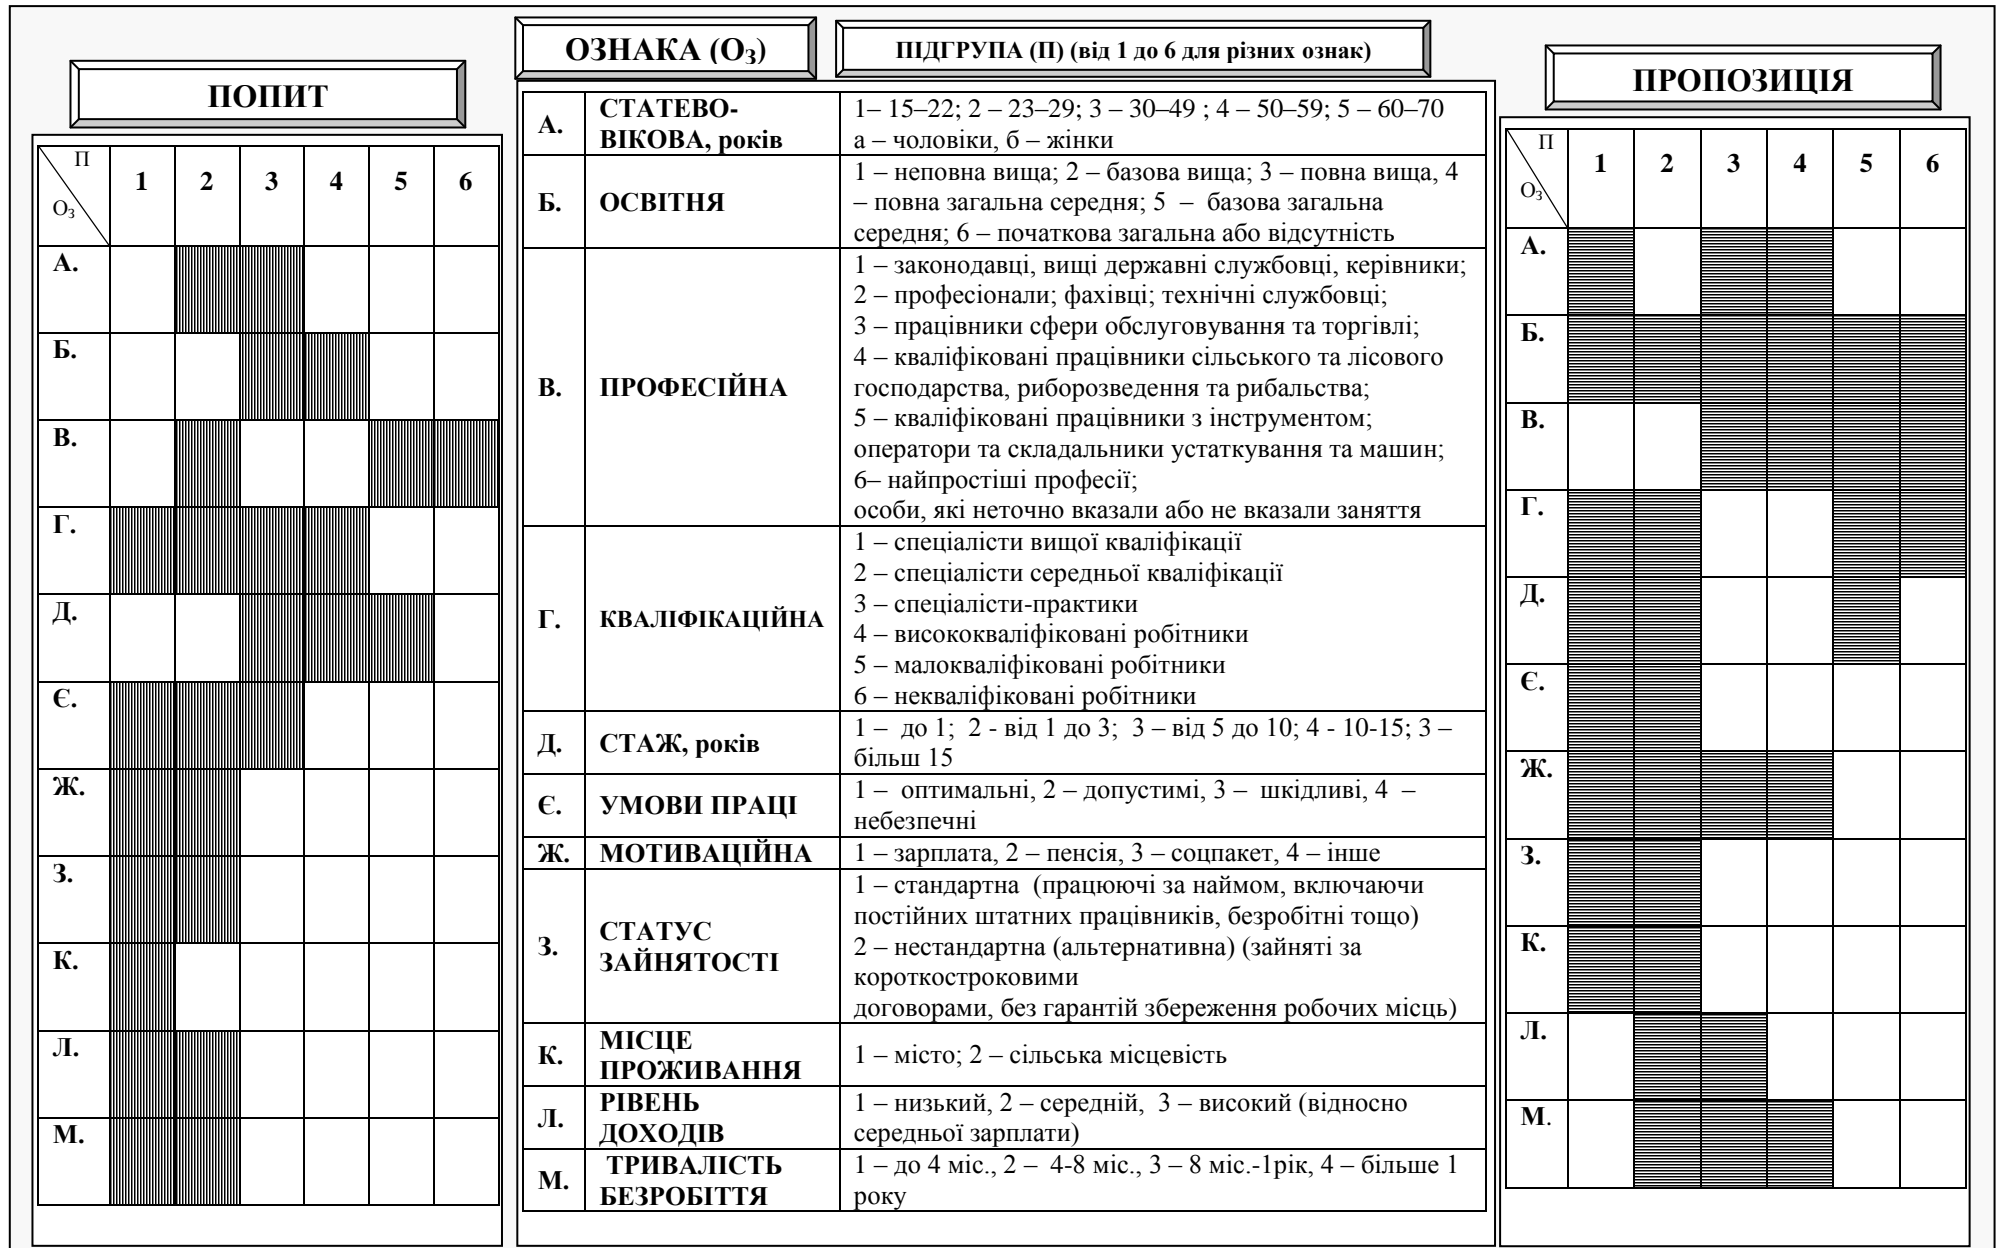 ПОПИТ
П
Оз
1 2 3 4 5 6
А.
Б.
В.
Г.
Д.
Є.
Ж.
З.
К.
Л.
М.
ОЗНАКА (Оз)
ПІДГРУПА (П) (від 1 до 6 для різних ознак)
А.
СТАТЕВО-
ВІКОВА, років
1– 15–22; 2 – 23–29; 3 – 30–49 ; 4 – 50–59; 5 – 60–70
а – чоловіки, б – жінки
Б.
ОСВІТНЯ
1 – неповна вища; 2 – базова вища; 3 – повна вища, 4
– повна загальна середня; 5 – базова загальна
середня; 6 – початкова загальна або відсутність
В.
ПРОФЕСІЙНА
1 – законодавці, вищі державні службовці, керівники;
2 – професіонали; фахівці; технічні службовці;
3 – працівники сфери обслуговування та торгівлі;
4 – кваліфіковані працівники сільського та лісового
господарства, риборозведення та рибальства;
5 – кваліфіковані працівники з інструментом;
оператори та складальники устаткування та машин;
6– найпростіші професії;
особи, які неточно вказали або не вказали заняття
Г.
КВАЛІФІКАЦІЙНА
1 – спеціалісти вищої кваліфікації
2 – спеціалісти середньої кваліфікації
3 – спеціалісти-практики
4 – висококваліфіковані робітники
5 – малокваліфіковані робітники
6 – некваліфіковані робітники
Д.
СТАЖ, років
1 – до 1; 2 - від 1 до 3; 3 – від 5 до 10; 4 - 10-15; 3 –
більш 15
Є.
УМОВИ ПРАЦІ
1 – оптимальні, 2 – допустимі, 3 – шкідливі, 4 –
небезпечні
Ж.
МОТИВАЦІЙНА
1 – зарплата, 2 – пенсія, 3 – соцпакет, 4 – інше
З.
СТАТУС
ЗАЙНЯТОСТІ
1 – стандартна (працюючі за наймом, включаючи
постійних штатних працівників, безробітні тощо)
2 – нестандартна (альтернативна) (зайняті за
короткостроковими
договорами, без гарантій збереження робочих місць)
К.
МІСЦЕ
ПРОЖИВАННЯ
1 – місто; 2 – сільська місцевість
Л.
РІВЕНЬ
ДОХОДІВ
1 – низький, 2 – середній, 3 – високий (відносно
середньої зарплати)
М.
ТРИВАЛІСТЬ
БЕЗРОБІТТЯ
1 – до 4 міс., 2 – 4-8 міс., 3 – 8 міс.-1рік, 4 – більше 1
року
ПРОПОЗИЦІЯ
П
Оз
1 2 3 4 5 6
А.
Б.
В.
Г.
Д.
Є.
Ж.
З.
К.
Л.
М.